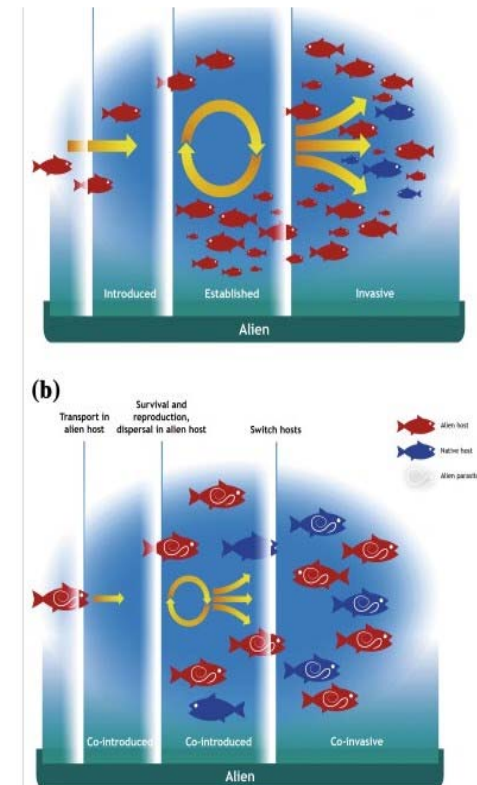 Introduced
Established
Invasive
Alien
(b)
Transport in
alien host
Survival and
reproduction,
dispersal in alien host
Switch hosts
Alien host
Native host
Alien parasite
Co-introduced
Co-introduced
Co-invasive
Alien